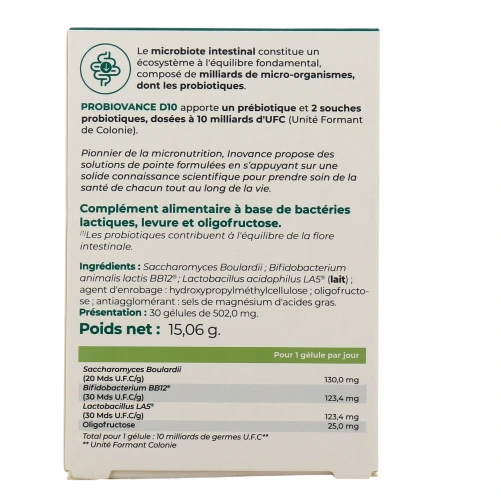 Le microbiote intestinal constitue un
écosystème à l'équilibre fondamental,
composé de milliards de micro-organismes,
dont les probiotiques.
PROBIOVANCE D10 apporte un prébiotique et 2 souches
probiotiques, dosées à 10 milliards d'UFC (Unité Formant
de Colonie).
Pionnier de la micronutrition, Inovance propose des
solutions de pointe formulées en s'appuyant sur une
solide connaissance scientifique pour prendre soin de la
santé de chacun tout au long de la vie.
Complément alimentaire à base de bactéries
lactiques, levure et oligofructose.
(1)Les probiotiques contribuent à l'équilibre de la flore
intestinale.
Ingrédients : Saccharomyces Boulardii ; Bifidobacterium
animalis lactis BB12® ; Lactobacillus acidophilus LA5® (lait) ;
agent d'enrobage : hydroxypropylméthylcellulose ; oligofructo-
se ; antiagglomérant : sels de magnésium d'acides gras.
Présentation : 30 gélules de 502,0 mg.
Poids net : 15,06 g.
Pour 1 gélule par jour
Saccharomyces Boulardii
(20 Mds U.F.C/g) 130,0 mg
Bifidobacterium BB12®
(30 Mds U.F.C/g) 123,4 mg
Lactobacillus LA5®
(30 Mds U.F.C/g) 123,4 mg
Oligofructose 25,0 mg
Total pour 1 gélule : 10 milliards de germes U.F.C**
** Unité Formant Colonie